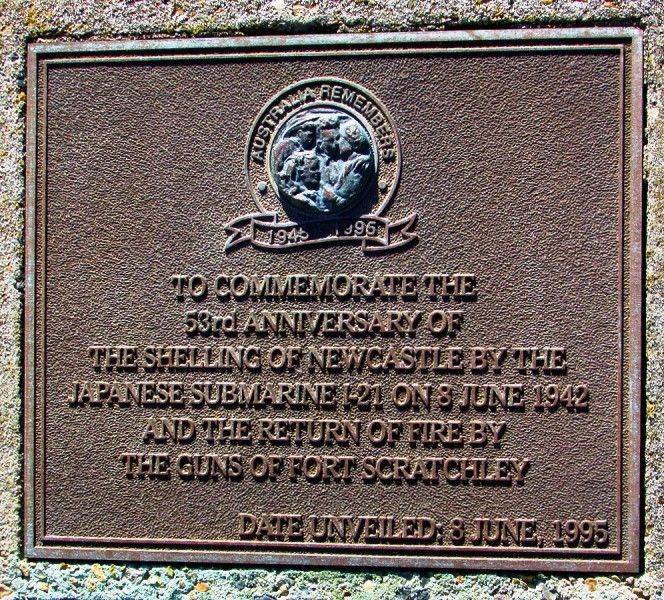 AUSTRALIA REMEMBERS
1945 1995
TO COMMEMORATE THE
53rd ANNIVERSARY OF
THE SHELLING OF NEWCASTLE BY THE
JAPANESE SUBMARINE I-21 ON 8 JUNE 1942
AND THE RETURN OF FIRE BY
THE GUNS OF FORT SCRATCHLEY
DATE UNVEILED: 8 JUNE, 1995